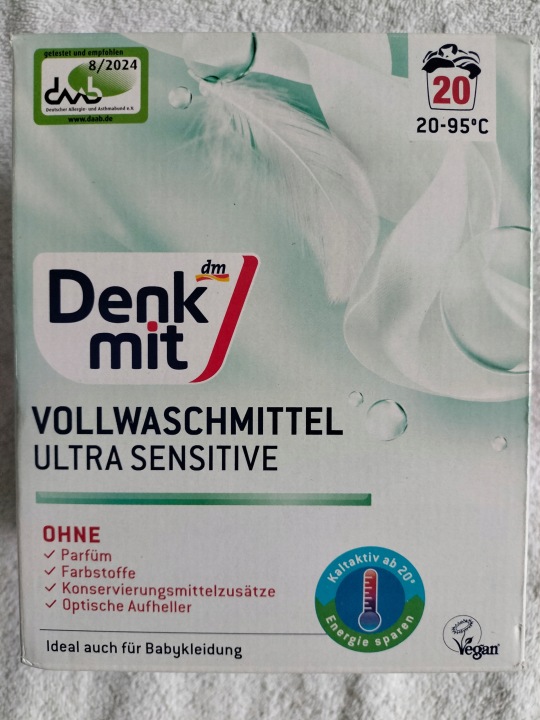 getestet und empfohlen
8/2024
daab
Deutscher Allergie- und Asthmabund e.V.
www.daab.de
20
20-95°C
dm
Denk
mit
VOLLWASCHMITTEL
ULTRA SENSITIVE
OHNE
✓ Parfüm
✓ Farbstoffe
✓ Konservierungsmittelzusätze
✓ Optische Aufheller
Kaltaktiv ab 20°
Energie sparen
Ideal auch für Babykleidung
Vegan